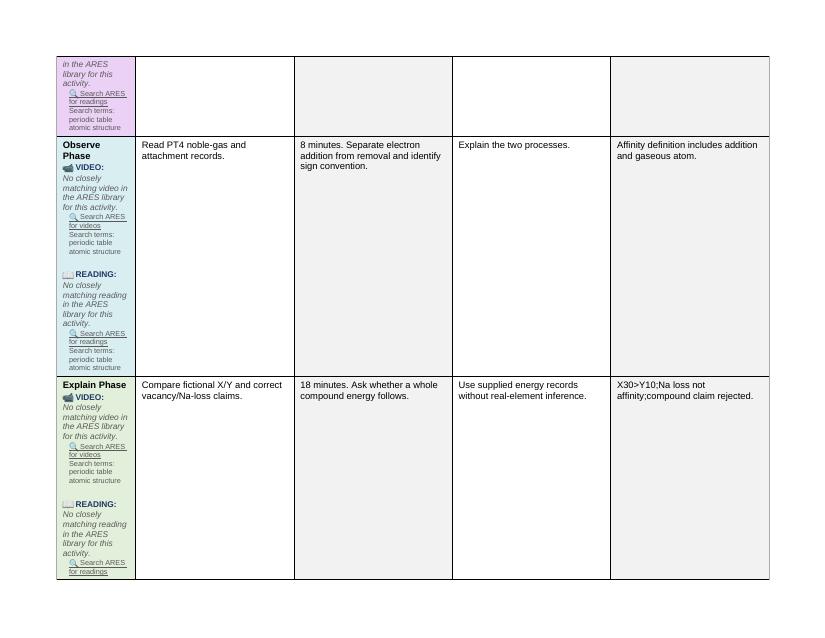 in the ARES
library for this
activity.
🔍 Search ARES
for readings
Search terms:
periodic table
atomic structure
Observe
Phase
📹 VIDEO:
No closely
matching video in
the ARES library
for this activity.
🔍 Search ARES
for videos
Search terms:
periodic table
atomic structure
📖 READING:
No closely
matching reading
in the ARES
library for this
activity.
🔍 Search ARES
for readings
Search terms:
periodic table
atomic structure
Read PT4 noble-gas and
attachment records.
8 minutes. Separate electron
addition from removal and identify
sign convention.
Explain the two processes.
Affinity definition includes addition
and gaseous atom.
Explain Phase
📹 VIDEO:
No closely
matching video in
the ARES library
for this activity.
🔍 Search ARES
for videos
Search terms:
periodic table
atomic structure
📖 READING:
No closely
matching reading
in the ARES
library for this
activity.
🔍 Search ARES
for readings
Compare fictional X/Y and correct
vacancy/Na-loss claims.
18 minutes. Ask whether a whole
compound energy follows.
Use supplied energy records
without real-element inference.
X30>Y10;Na loss not
affinity;compound claim rejected.